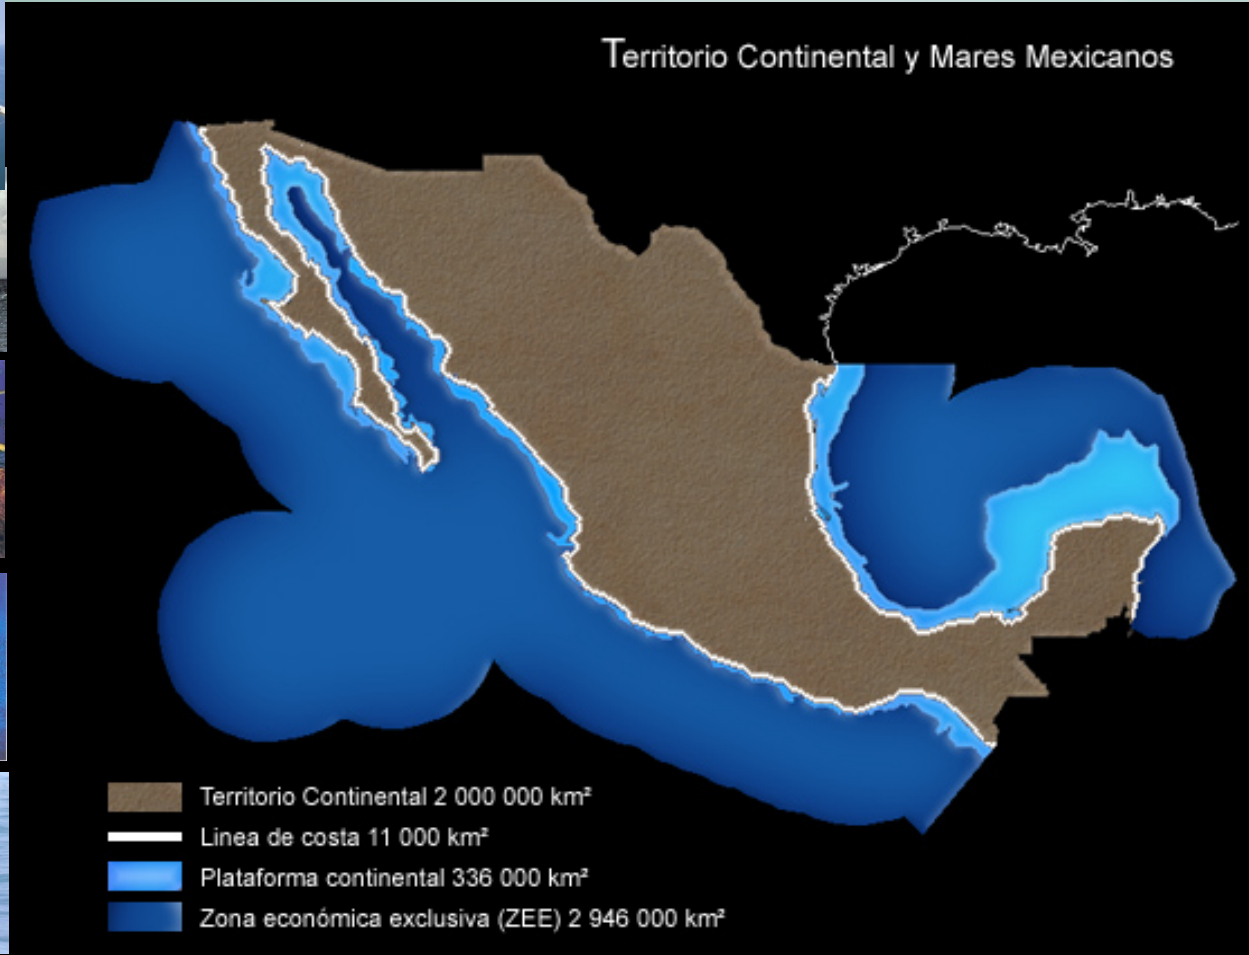 Territorio Continental y Mares Mexicanos
Territorio Continental 2 000 000 km²
Linea de costa 11 000 km²
Plataforma continental 336 000 km²
Zona económica exclusiva (ZEE) 2 946 000 km²